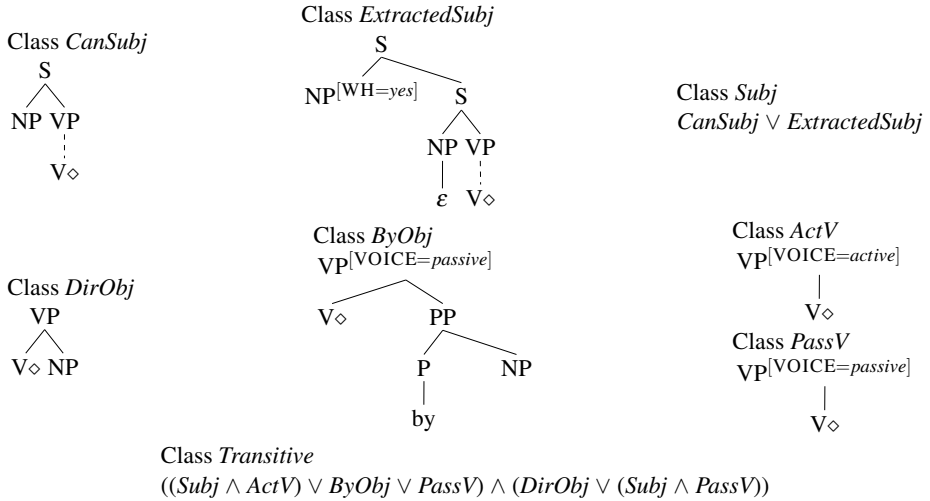 Class CanSubj
S
NP VP
V◇
Class ExtractedSubj
S
NP[WH=yes] S
NP VP
ε V◇
Class Subj
CanSubj ∨ ExtractedSubj
Class DirObj
VP
V◇ NP
Class ByObj
VP[VOICE=passive]
V◇ PP
P NP
by
Class ActV
VP[VOICE=active]
V◇
Class PassV
VP[VOICE=passive]
V◇
Class Transitive
((Subj ∧ ActV) ∨ ByObj ∨ PassV) ∧ (DirObj ∨ (Subj ∧ PassV))